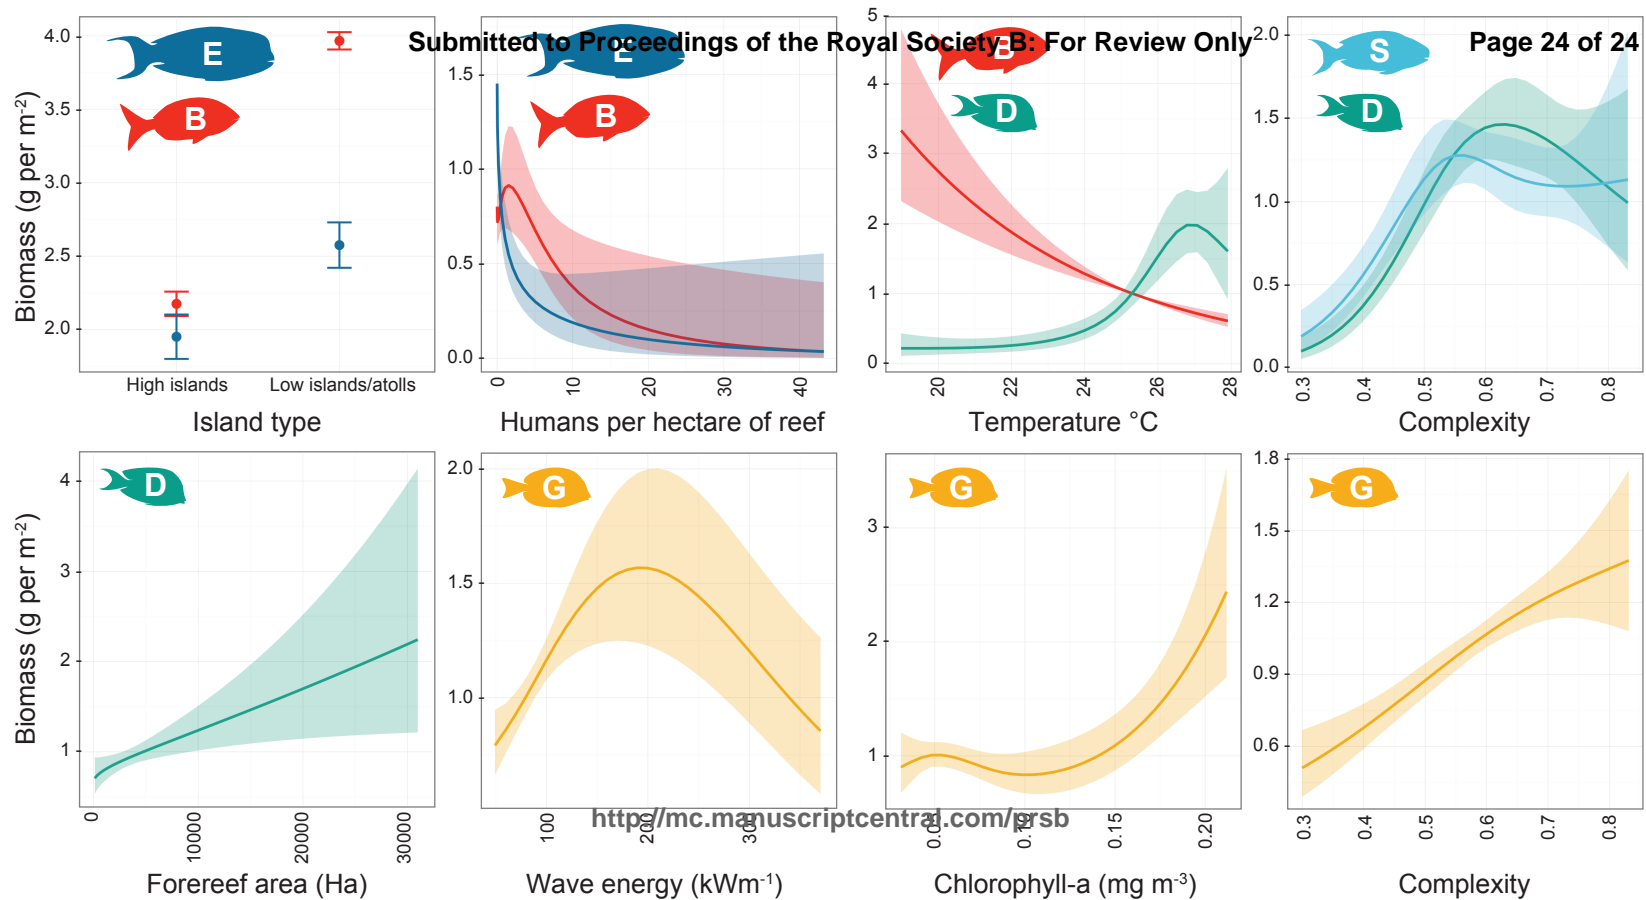 Submitted to Proceedings of the Royal Society B: For Review Only
Page 24 of 24
Biomass (g per m-2)
4.0
3.5
3.0
2.5
2.0
E
B
High islands
Low islands/atolls
Island type
1.5
1.0
0.5
0.0
E
B
0
10
20
30
40
Humans per hectare of reef
5
4
3
2
1
0
B
D
20
22
24
26
28
Temperature °C
2.0
1.5
1.0
0.5
0.0
S
D
0.3
0.4
0.5
0.6
0.7
0.8
Complexity
Biomass (g per m-2)
4
3
2
1
D
0
10000
20000
30000
Forereef area (Ha)
2.0
1.5
1.0
G
100
200
300
Wave energy (kWm-1)
3
2
1
G
0.05
0.10
0.15
0.20
Chlorophyll-a (mg m-3)
1.8
1.5
1.2
0.9
0.6
G
0.3
0.4
0.5
0.6
0.7
0.8
Complexity
http://mc.manuscriptcentral.com/prsb